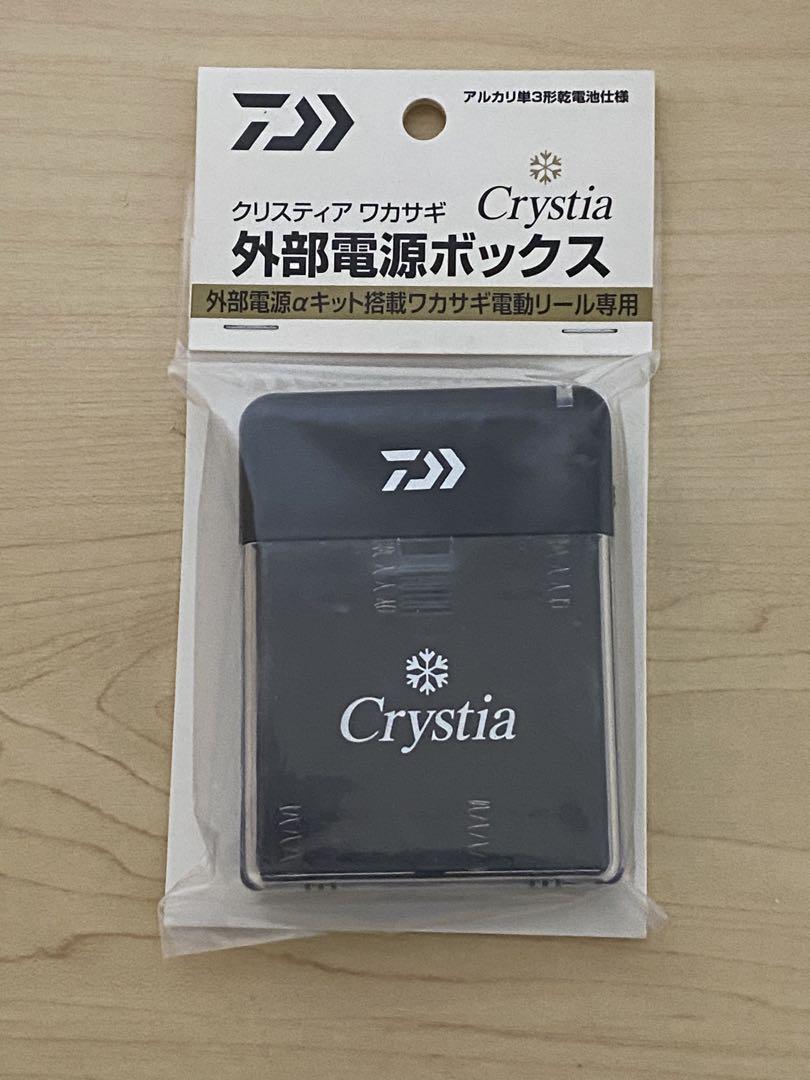 アルカリ単3形乾電池仕様
クリスティア ワカサギ
Crystia
外部電源ボックス
外部電源αキット搭載ワカサギ電動リール専用
Crystia